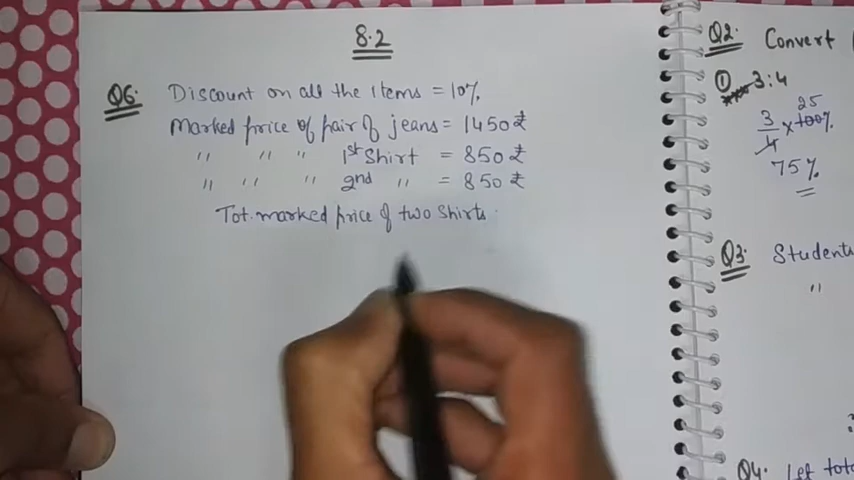 8.2
Q6. Discount on all the items = 10%.
Marked price of pair of jeans = 1450₹
" " " 1st Shirt = 850₹
" " " 2nd " = 850₹
Tot. marked price of two shirts
Q2. Convert
① 3:4
25
3/4 x 100%
75%
Q3. Students
"
Q4. 1st tota